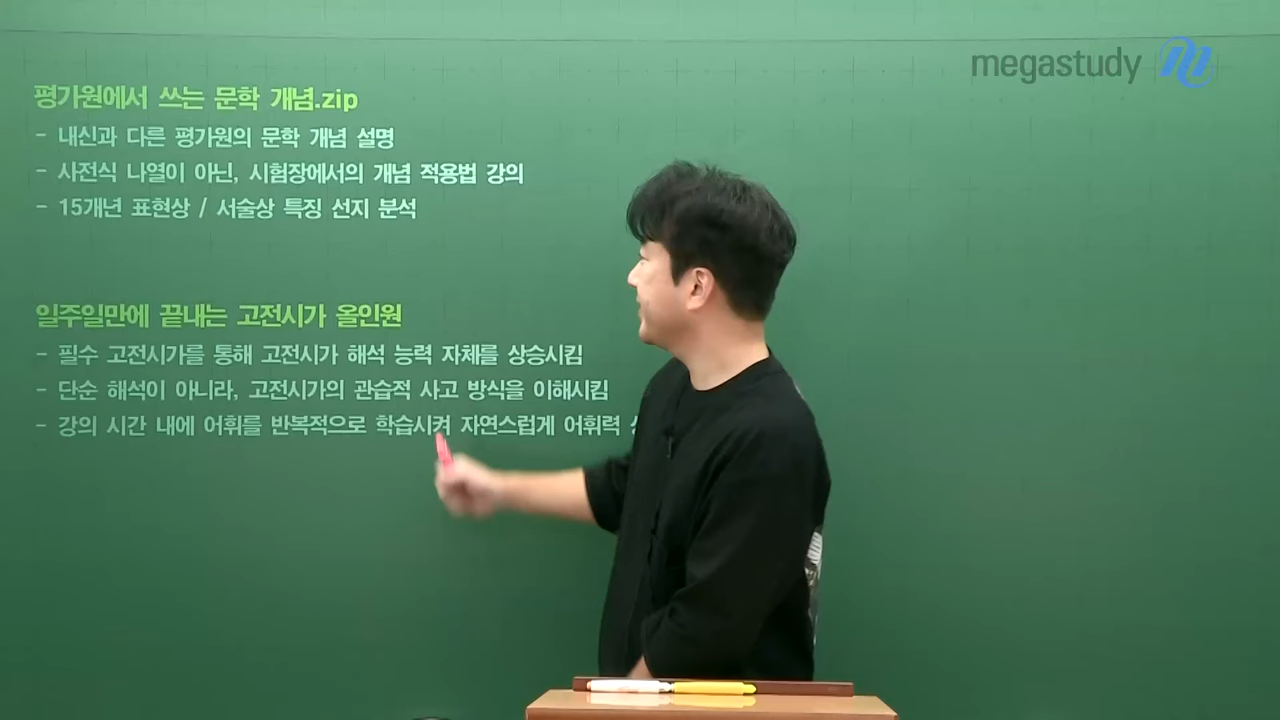 megastudy
평가원에서 쓰는 문학 개념.zip
- 내신과 다른 평가원의 문학 개념 설명
- 사전식 나열이 아닌, 시험장에서의 개념 적용법 강의
- 15개년 표현상 / 서술상 특징 선지 분석
일주일만에 끝내는 고전시가 올인원
- 필수 고전시가를 통해 고전시가 해석 능력 자체를 상승시킴
- 단순 해석이 아니라, 고전시가의 관습적 사고 방식을 이해시킴
- 강의 시간 내에 어휘를 반복적으로 학습시켜 자연스럽게 어휘력